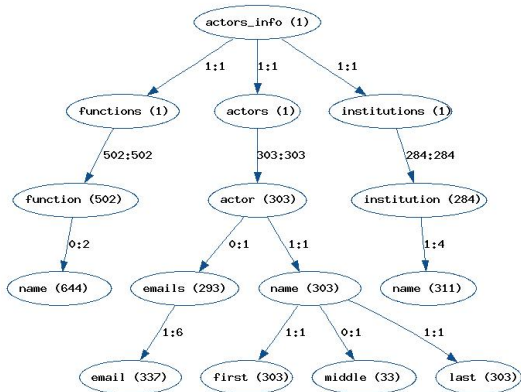 actors_info (1)
1:1 1:1 1:1
functions (1) actors (1) institutions (1)
502:502 303:303 284:284
function (502) actor (303) institution (284)
0:2 0:1 1:1 1:4
name (644) emails (293) name (303) name (311)
1:6 1:1 0:1 1:1
email (337) first (303) middle (33) last (303)